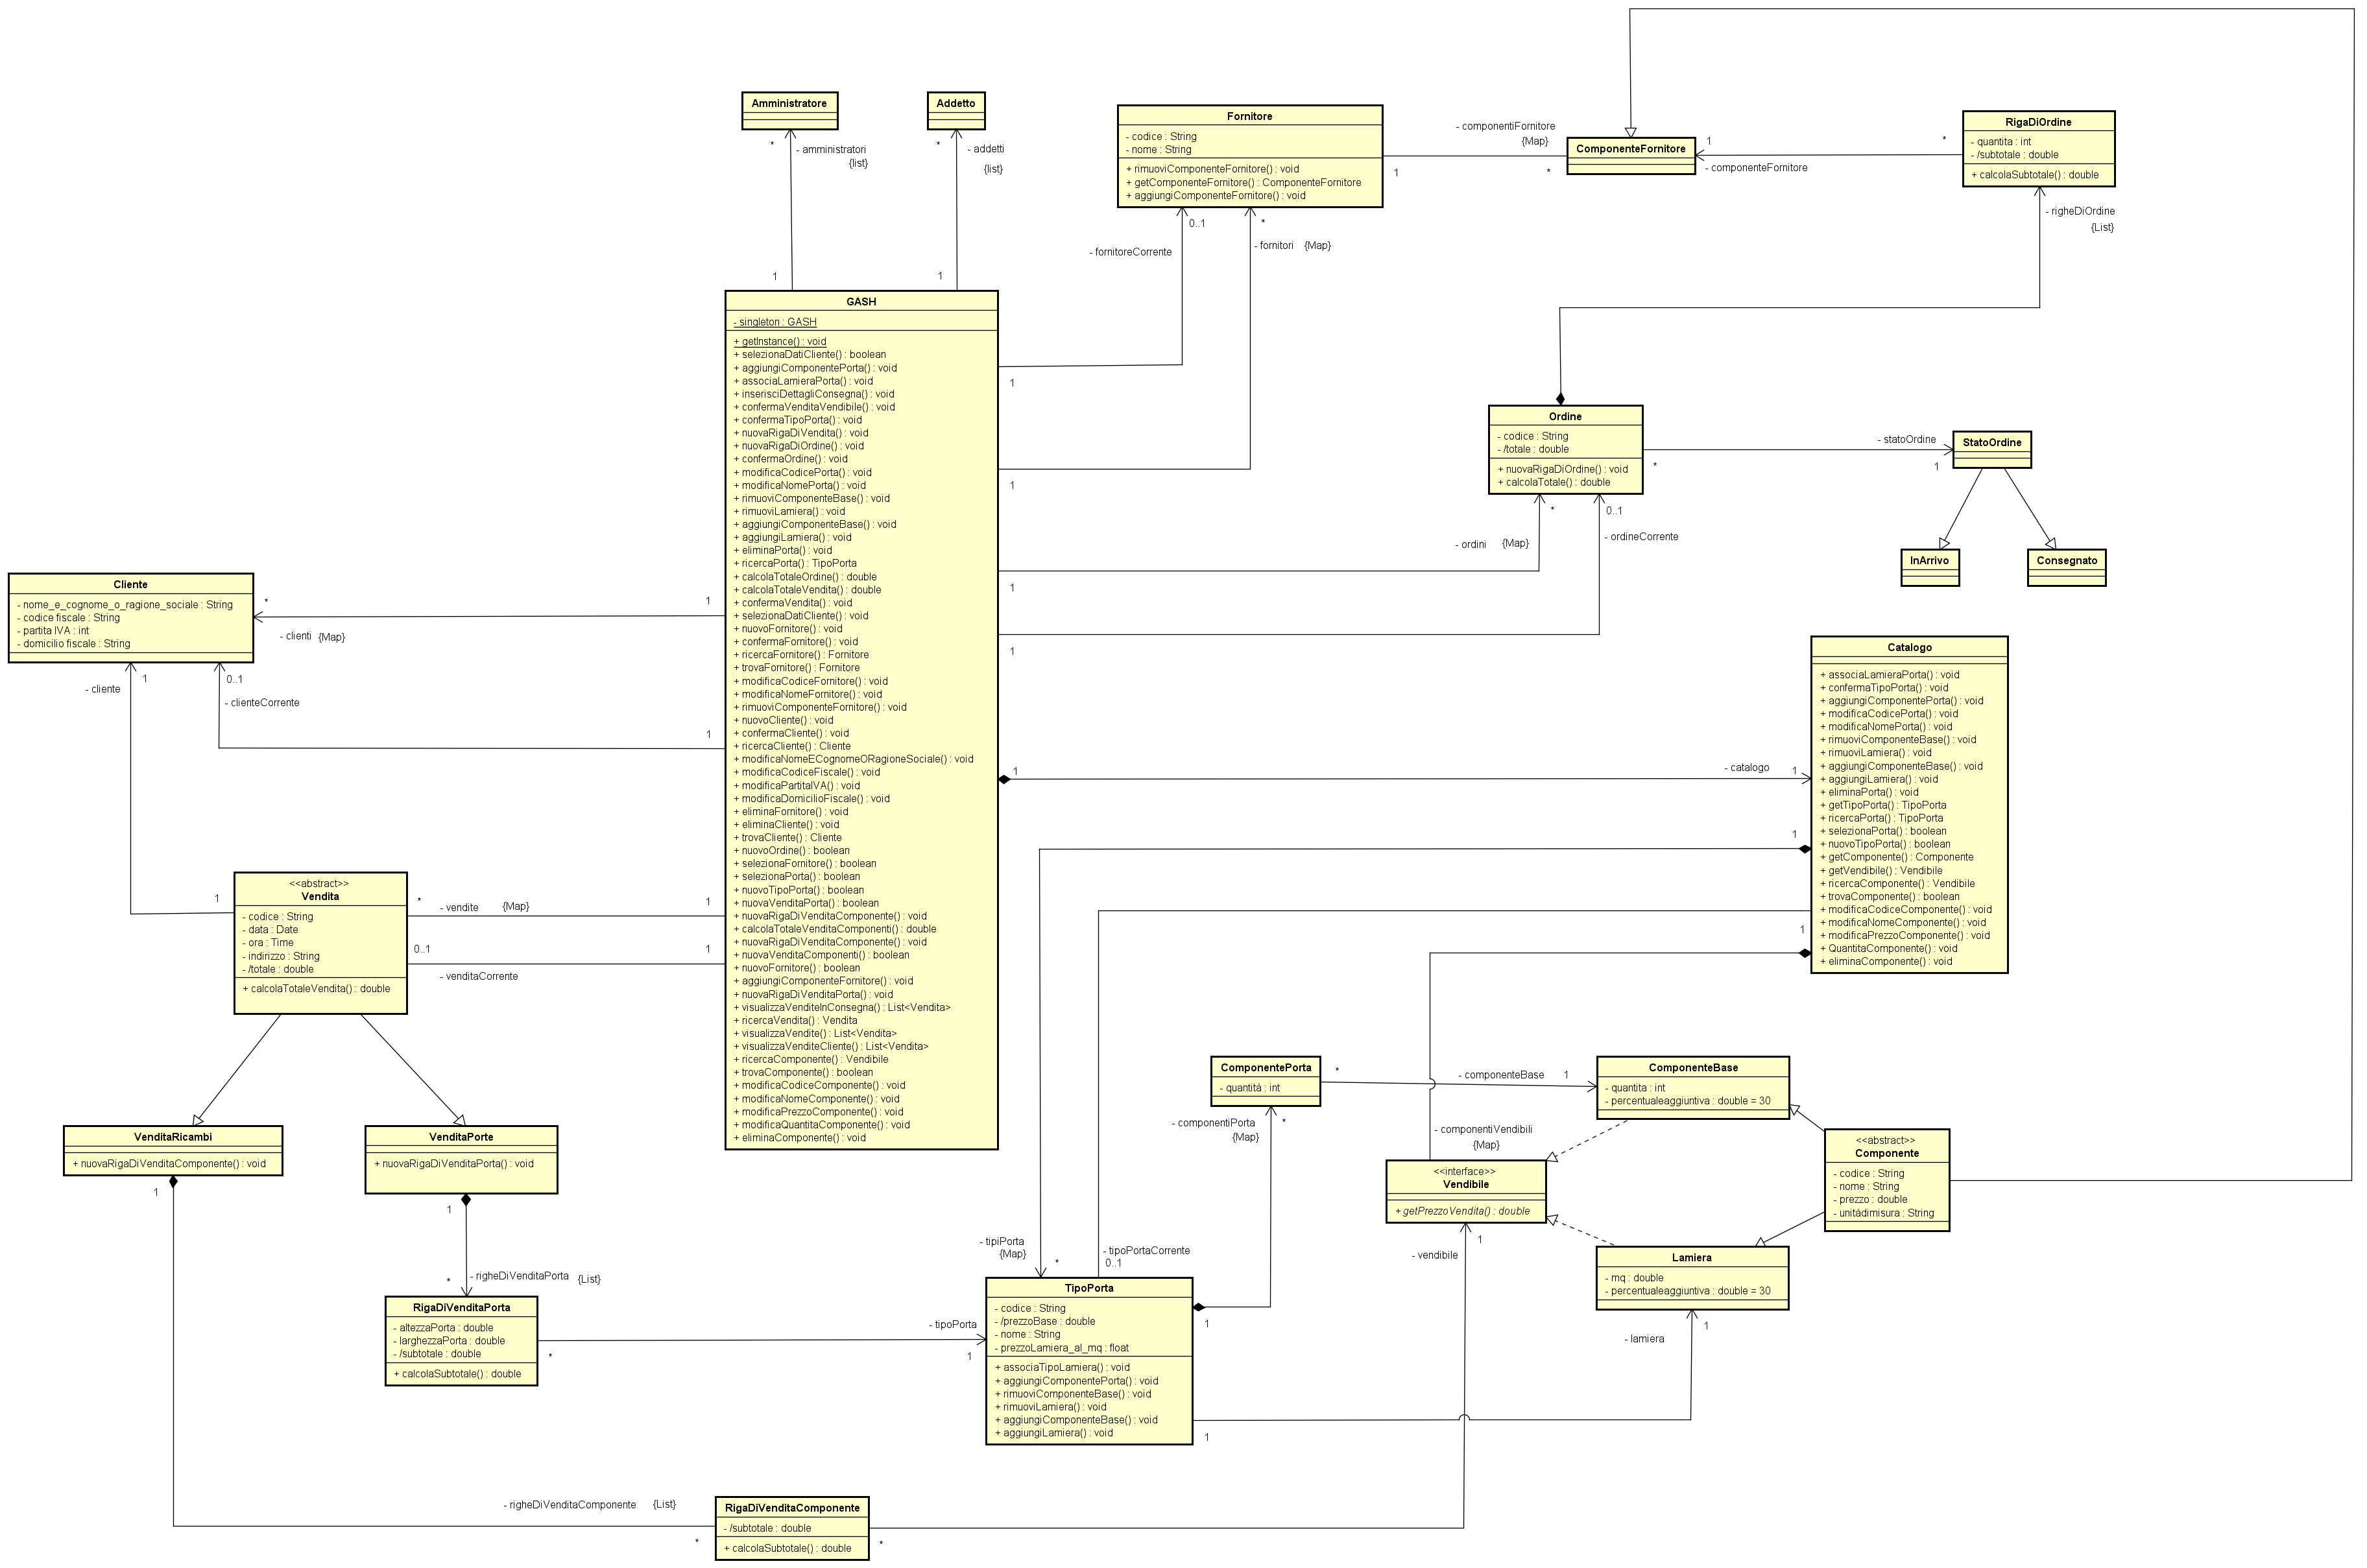 Amministratore
Addetto
- amministratori
{list}
*
1
- addetti
{list}
*
1
Fornitore
- codice : String
- nome : String
+ rimuoviComponenteFornitore() : void
+ getComponenteFornitore() : ComponenteFornitore
+ aggiungiComponenteFornitore() : void
- componentiFornitore
{Map}
1
*
ComponenteFornitore
1
*
- componenteFornitore
RigaDiOrdine
- quantita : int
- /subtotale : double
+ calcolaSubtotale() : double
- righeDiOrdine
{List}
0..1
- fornitoreCorrente
1
*
- fornitori {Map}
1
GASH
- singleton : GASH
+ getInstance() : void
+ selezionaDatiCliente() : boolean
+ aggiungiComponentePorta() : void
+ associaLamieraPorta() : void
+ inserisciDettagliConsegna() : void
+ confermaVenditaVendibile() : void
+ confermaTipoPorta() : void
+ nuovaRigaDiVendita() : void
+ nuovaRigaDiOrdine() : void
+ confermaOrdine() : void
+ modificaCodicePorta() : void
+ modificaNomePorta() : void
+ rimuoviComponenteBase() : void
+ rimuoviLamiera() : void
+ aggiungiComponenteBase() : void
+ aggiungiLamiera() : void
+ eliminaPorta() : void
+ ricercaPorta() : TipoPorta
+ calcolaTotaleOrdine() : double
+ calcolaTotaleVendita() : double
+ confermaVendita() : void
+ selezionaDatiCliente() : void
+ nuovoFornitore() : void
+ confermaFornitore() : void
+ ricercaFornitore() : Fornitore
+ trovaFornitore() : Fornitore
+ modificaCodiceFornitore() : void
+ modificaNomeFornitore() : void
+ rimuoviComponenteFornitore() : void
+ nuovoCliente() : void
+ confermaCliente() : void
+ ricercaCliente() : Cliente
+ modificaNomeECognomeORagioneSociale() : void
+ modificaCodiceFiscale() : void
+ modificaPartitaIVA() : void
+ modificaDomicilioFiscale() : void
+ eliminaFornitore() : void
+ eliminaCliente() : void
+ trovaCliente() : Cliente
+ nuovoOrdine() : boolean
+ selezionaFornitore() : boolean
+ selezionaPorta() : boolean
+ nuovoTipoPorta() : boolean
+ nuovaVenditaPorta() : boolean
+ nuovaRigaDiVenditaComponente() : void
+ calcolaTotaleVenditaComponenti() : double
+ nuovaRigaDiVenditaComponente() : void
+ nuovaVenditaComponenti() : boolean
+ nuovoFornitore() : boolean
+ aggiungiComponenteFornitore() : void
+ nuovaRigaDiVenditaPorta() : void
+ visualizzaVenditeInConsegna() : List<Vendita>
+ ricercaVendita() : Vendita
+ visualizzaVendite() : List<Vendita>
+ visualizzaVenditeCliente() : List<Vendita>
+ ricercaComponente() : Vendibile
+ trovaComponente() : boolean
+ modificaCodiceComponente() : void
+ modificaNomeComponente() : void
+ modificaPrezzoComponente() : void
+ modificaQuantitaComponente() : void
+ eliminaComponente() : void
Ordine
- codice : String
- /totale : double
+ nuovaRigaDiOrdine() : void
+ calcolaTotale() : double
- statoOrdine
*
1
StatoOrdine
InArrivo
Consegnato
*
- ordini {Map}
1
0..1
- ordineCorrente
1
Cliente
- nome_e_cognome_o_ragione_sociale : String
- codice fiscale : String
- partita IVA : int
- domicilio fiscale : String
*
- clienti {Map}
1
- cliente
1
0..1
- clienteCorrente
1
1
<<abstract>>
Vendita
- codice : String
- data : Date
- ora : Time
- indirizzo : String
- /totale : double
+ calcolaTotaleVendita() : double
*
- vendite {Map}
1
0..1
- venditaCorrente
1
1
- catalogo
1
Catalogo
+ associaLamieraPorta() : void
+ confermaTipoPorta() : void
+ aggiungiComponentePorta() : void
+ modificaCodicePorta() : void
+ modificaNomePorta() : void
+ rimuoviComponenteBase() : void
+ rimuoviLamiera() : void
+ aggiungiComponenteBase() : void
+ aggiungiLamiera() : void
+ eliminaPorta() : void
+ getTipoPorta() : TipoPorta
+ ricercaPorta() : TipoPorta
+ selezionaPorta() : boolean
+ nuovoTipoPorta() : boolean
+ getComponente() : Componente
+ getVendibile() : Vendibile
+ ricercaComponente() : Vendibile
+ trovaComponente() : boolean
+ modificaCodiceComponente() : void
+ modificaNomeComponente() : void
+ modificaPrezzoComponente() : void
+ QuantitaComponente() : void
+ eliminaComponente() : void
1
1
VenditaRicambi
+ nuovaRigaDiVenditaComponente() : void
1
VenditaPorte
+ nuovaRigaDiVenditaPorta() : void
1
- righeDiVenditaPorta {List}
*
RigaDiVenditaPorta
- altezzaPorta : double
- larghezzaPorta : double
- /subtotale : double
+ calcolaSubtotale() : double
*
- tipoPorta
1
ComponentePorta
- quantità : int
*
- componenteBase
1
- componentiPorta
{Map}
*
ComponenteBase
- quantita : int
- percentualeaggiuntiva : double = 30
- componentiVendibili
{Map}
<<interface>>
Vendibile
+ getPrezzoVendita() : double
<<abstract>>
Componente
- codice : String
- nome : String
- prezzo : double
- unitàdimisura : String
Lamiera
- mq : double
- percentualeaggiuntiva : double = 30
- tipiPorta
{Map}
*
- tipoPortaCorrente
0..1
TipoPorta
- codice : String
- /prezzoBase : double
- nome : String
- prezzoLamiera_al_mq : float
+ associaTipoLamiera() : void
+ aggiungiComponentePorta() : void
+ rimuoviComponenteBase() : void
+ rimuoviLamiera() : void
+ aggiungiComponenteBase() : void
+ aggiungiLamiera() : void
1
1
- vendibile
1
- lamiera
1
- righeDiVenditaComponente {List}
*
RigaDiVenditaComponente
- /subtotale : double
+ calcolaSubtotale() : double
*